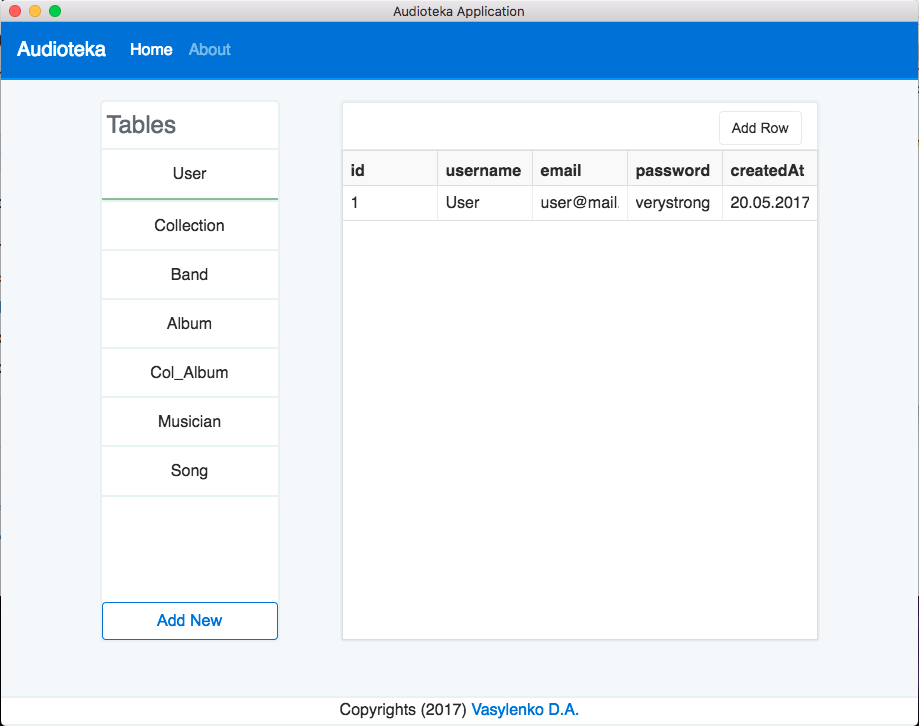 Audioteka Application
Audioteka Home About
Tables
User
Collection
Band
Album
Col_Album
Musician
Song
Add New
Add Row
id username email password createdAt
1 User user@mail. verystrong 20.05.2017
Copyrights (2017) Vasylenko D.A.